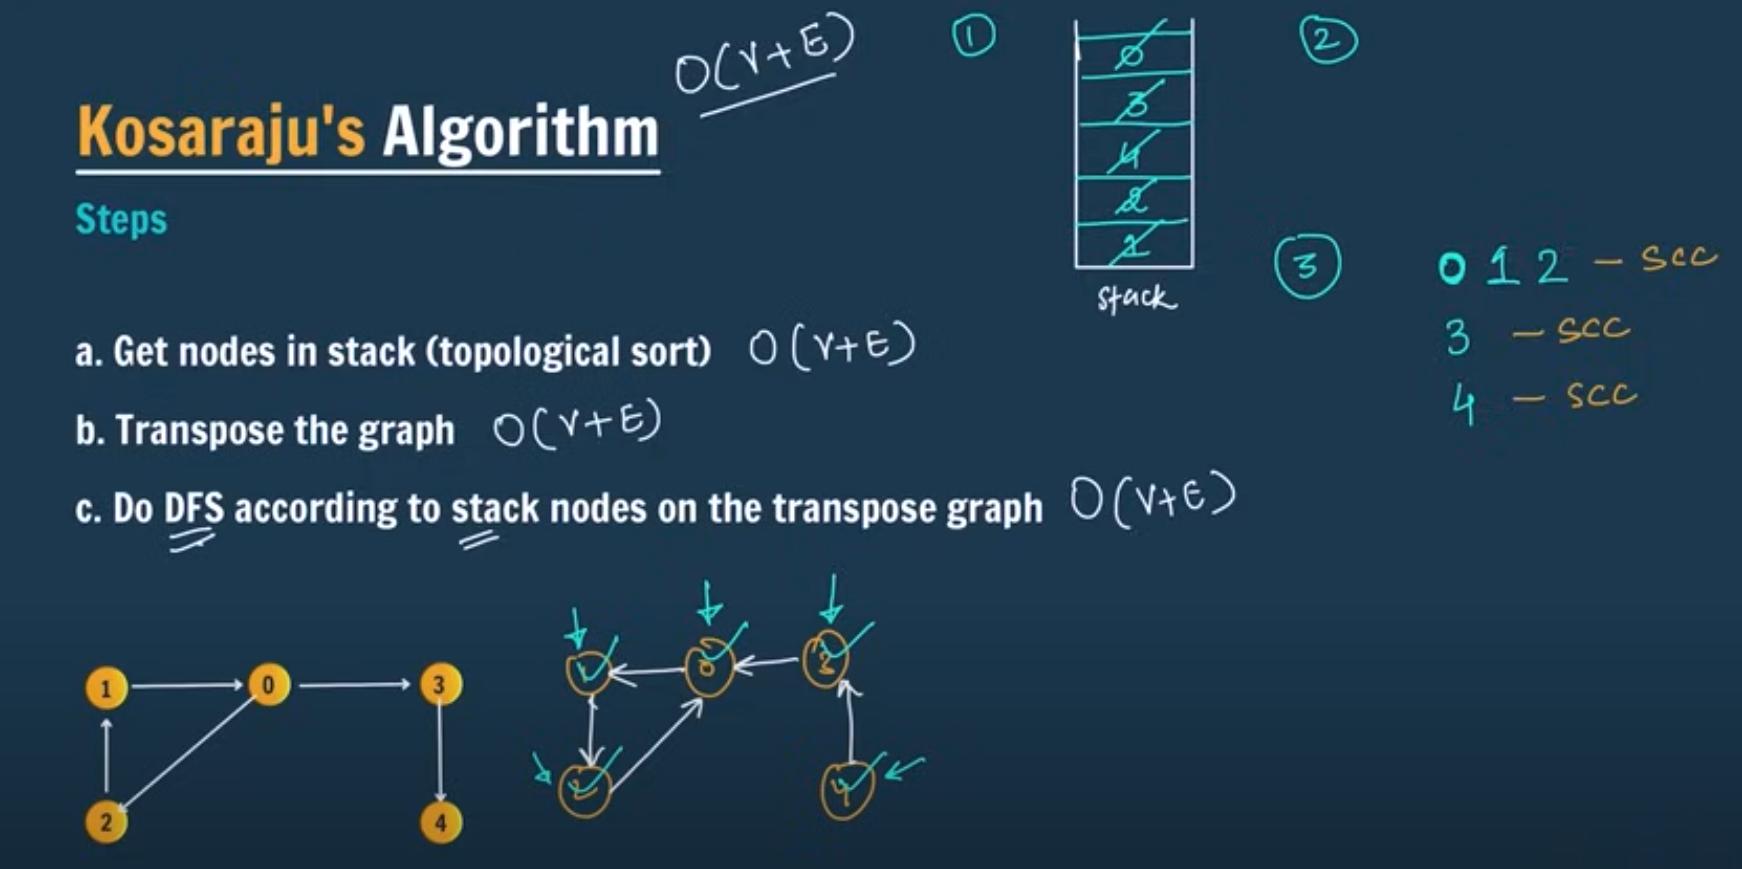 Kosaraju's Algorithm
O(V+E)
Steps
a. Get nodes in stack (topological sort) O(V+E)
b. Transpose the graph O(V+E)
c. Do DFS according to stack nodes on the transpose graph O(V+E)
1
0
3
4
2
1
stack
2
3
0 1 2 - SCC
3 - SCC
4 - SCC
1 0 3
2 4
1 0 3
2 4